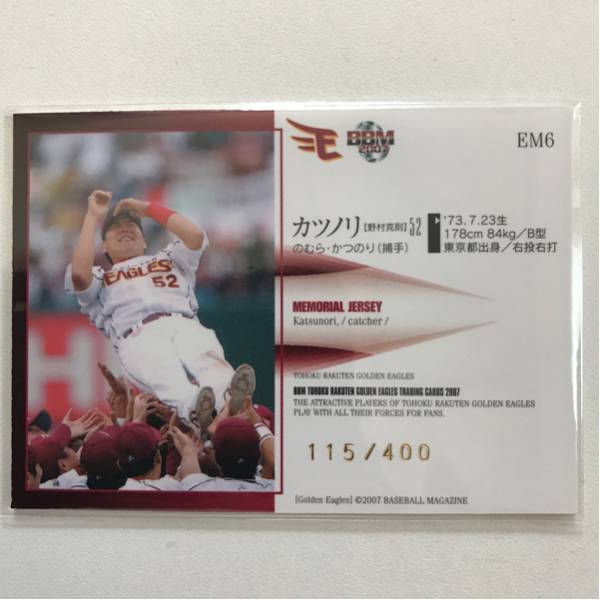 EM6
BBM
2007
カツノリ【野村克則】52
のむら・かつのり(捕手)
'73.7.23生
178cm 84kg/B型
東京都出身/右投右打
EAGLES
52
MEMORIAL JERSEY
Katsunori, / catcher /
TOHOKU RAKUTEN GOLDEN EAGLES
BBM TOHOKU RAKUTEN GOLDEN EAGLES TRADING CARDS 2007
THE ATTRACTIVE PLAYERS OF TOHOKU RAKUTEN GOLDEN EAGLES
PLAY WITH ALL THEIR FORCES FOR FANS.
115/400
[Golden Eagles] ©2007 BASEBALL MAGAZINE